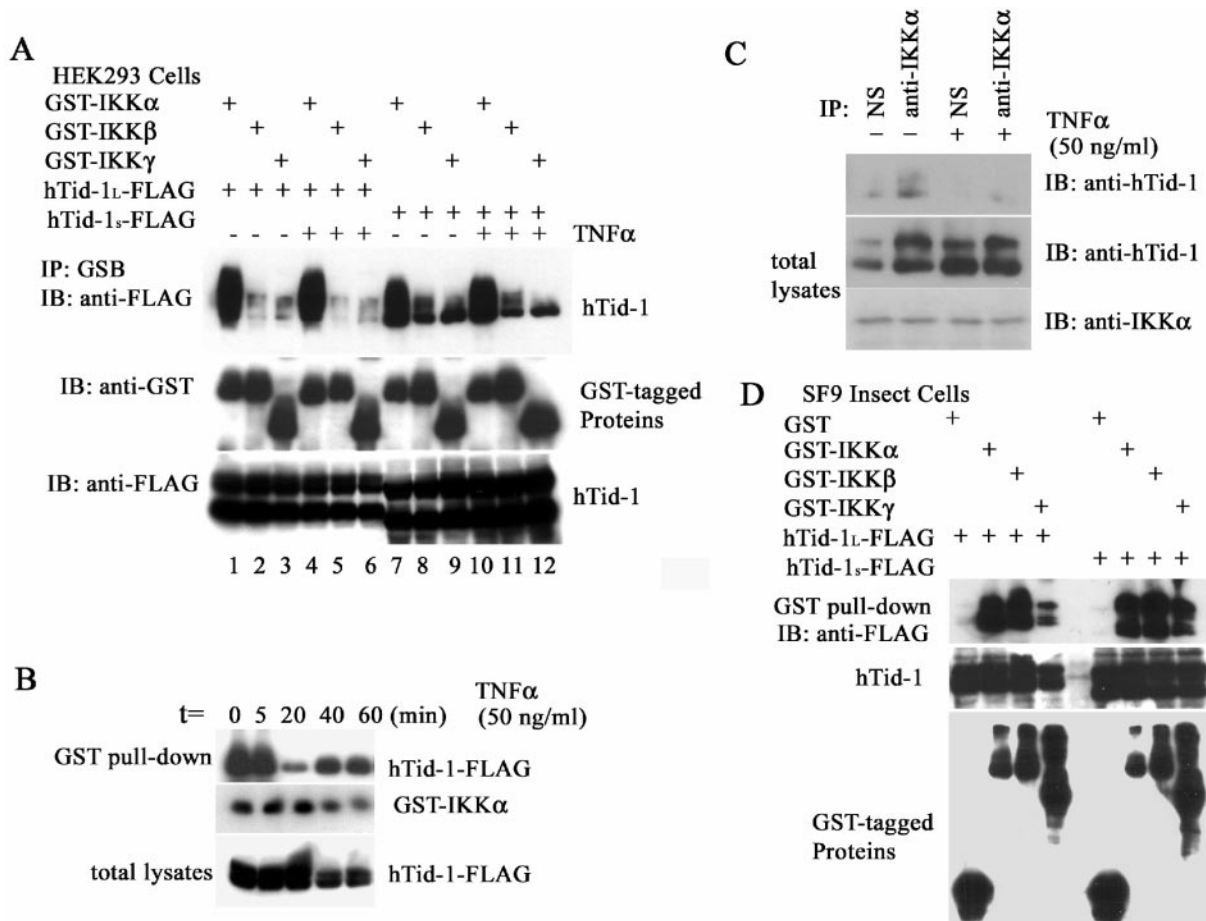 A
HEK293 Cells
GST-IKKα + + + +
GST-IKKβ + + + +
GST-IKKγ + + + +
hTid-1L-FLAG + + + + + +
hTid-1s-FLAG + + + + + +
- - - + + + - - - + + + TNFα
IP: GSB
IB: anti-FLAG
hTid-1
IB: anti-GST
GST-tagged
Proteins
IB: anti-FLAG
hTid-1
1 2 3 4 5 6 7 8 9 10 11 12
B
t= 0 5 20 40 60 (min)
TNFα
(50 ng/ml)
GST pull-down
hTid-1-FLAG
GST-IKKα
total lysates
hTid-1-FLAG
C
IP: NS anti-IKKα NS anti-IKKα
- - + +
TNFα
(50 ng/ml)
IB: anti-hTid-1
total
lysates
IB: anti-hTid-1
IB: anti-IKKα
D
SF9 Insect Cells
GST + +
GST-IKKα + +
GST-IKKβ + +
GST-IKKγ + +
hTid-1L-FLAG + + + +
hTid-1s-FLAG + + + +
GST pull-down
IB: anti-FLAG
hTid-1
GST-tagged
Proteins